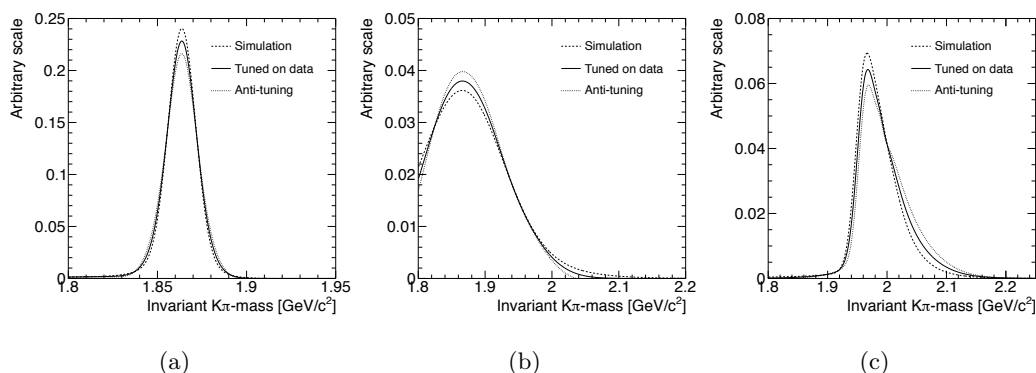 Arbitrary scale
0.25
0.2
0.15
0.1
0.05
0
Simulation
Tuned on data
Anti-tuning
1.8
1.85
1.9
1.95
Invariant Kπ-mass [GeV/c²]
(a)
Arbitrary scale
0.05
0.04
0.03
0.02
0.01
0
Simulation
Tuned on data
Anti-tuning
1.8
1.9
2
2.1
2.2
Invariant Kπ-mass [GeV/c²]
(b)
Arbitrary scale
0.08
0.06
0.04
0.02
0
Simulation
Tuned on data
Anti-tuning
1.8
1.9
2
2.1
2.2
Invariant Kπ-mass [GeV/c²]
(c)